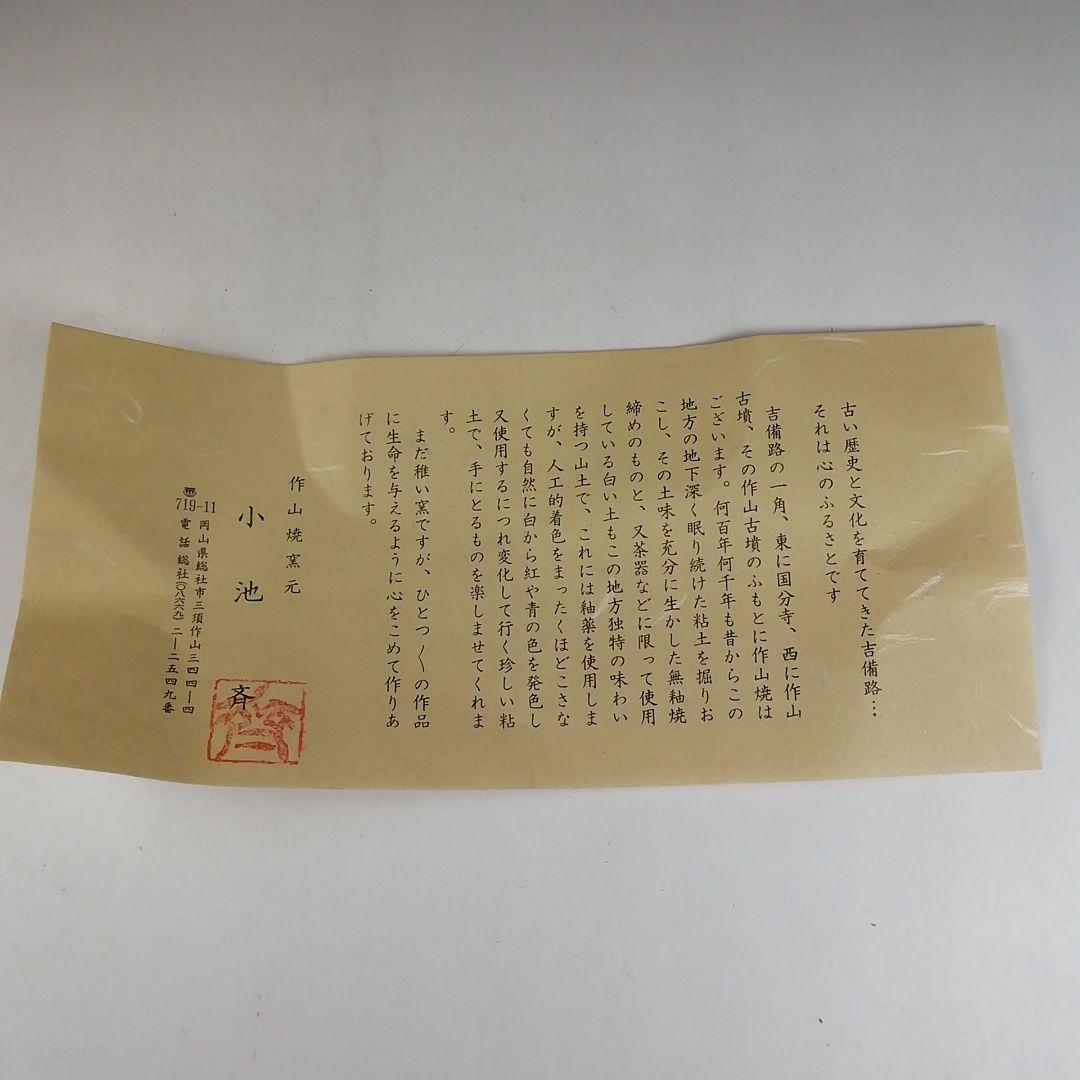 古い歴史と文化を育ててきた吉備路…
それは心のふるさとです
吉備路の一角、東に国分寺、西に作山
古墳、その作山古墳のふもとに作山焼は
ございます。何百年何千年も昔からこの
地方の地下深く眠り続けた粘土を掘りお
こし、その土味を充分に生かした無釉焼
締めのものと、又茶器などに限って使用
している白い土もこの地方独特の味わい
を持つ山土で、これには釉薬を使用しま
すが、人工的着色をまったくほどこさな
くても自然に白から紅や青の色を発色し
又使用するにつれ変化して行く珍しい粘
土で、手にとるものを楽しませてくれま
す。
まだ稚い窯ですが、ひとつ〱の作品
に生命を与えるように心をこめて作りあ
げております。
作山焼窯元
小池 斉
〠719-11 岡山県総社市三須作山三四四―四
電話 総社(〇八六六九)二―二五四九番